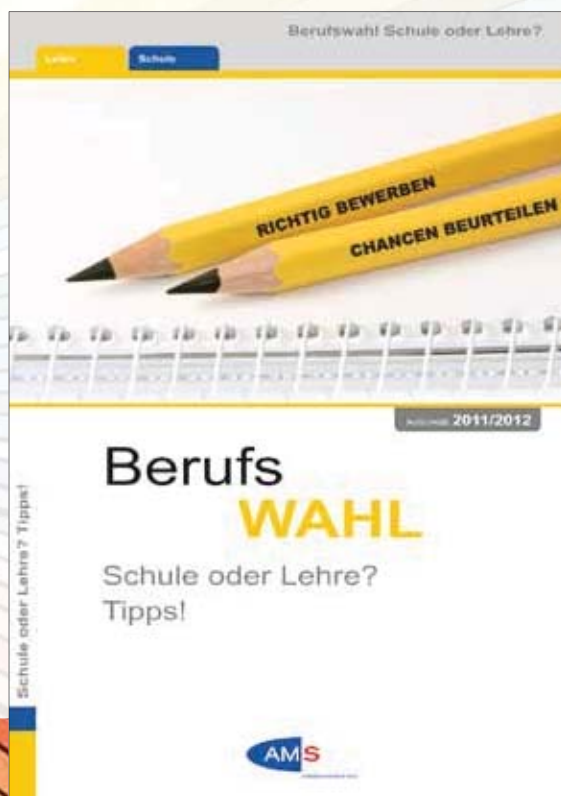 Berufswahl Schule oder Lehre?
Lehre
Schule
RICHTIG BEWERBEN
CHANCEN BEURTEILEN
AUSGABE 2011/2012
Berufs
WAHL
Schule oder Lehre?
Tipps!
Schule oder Lehre? Tipps!
AMS